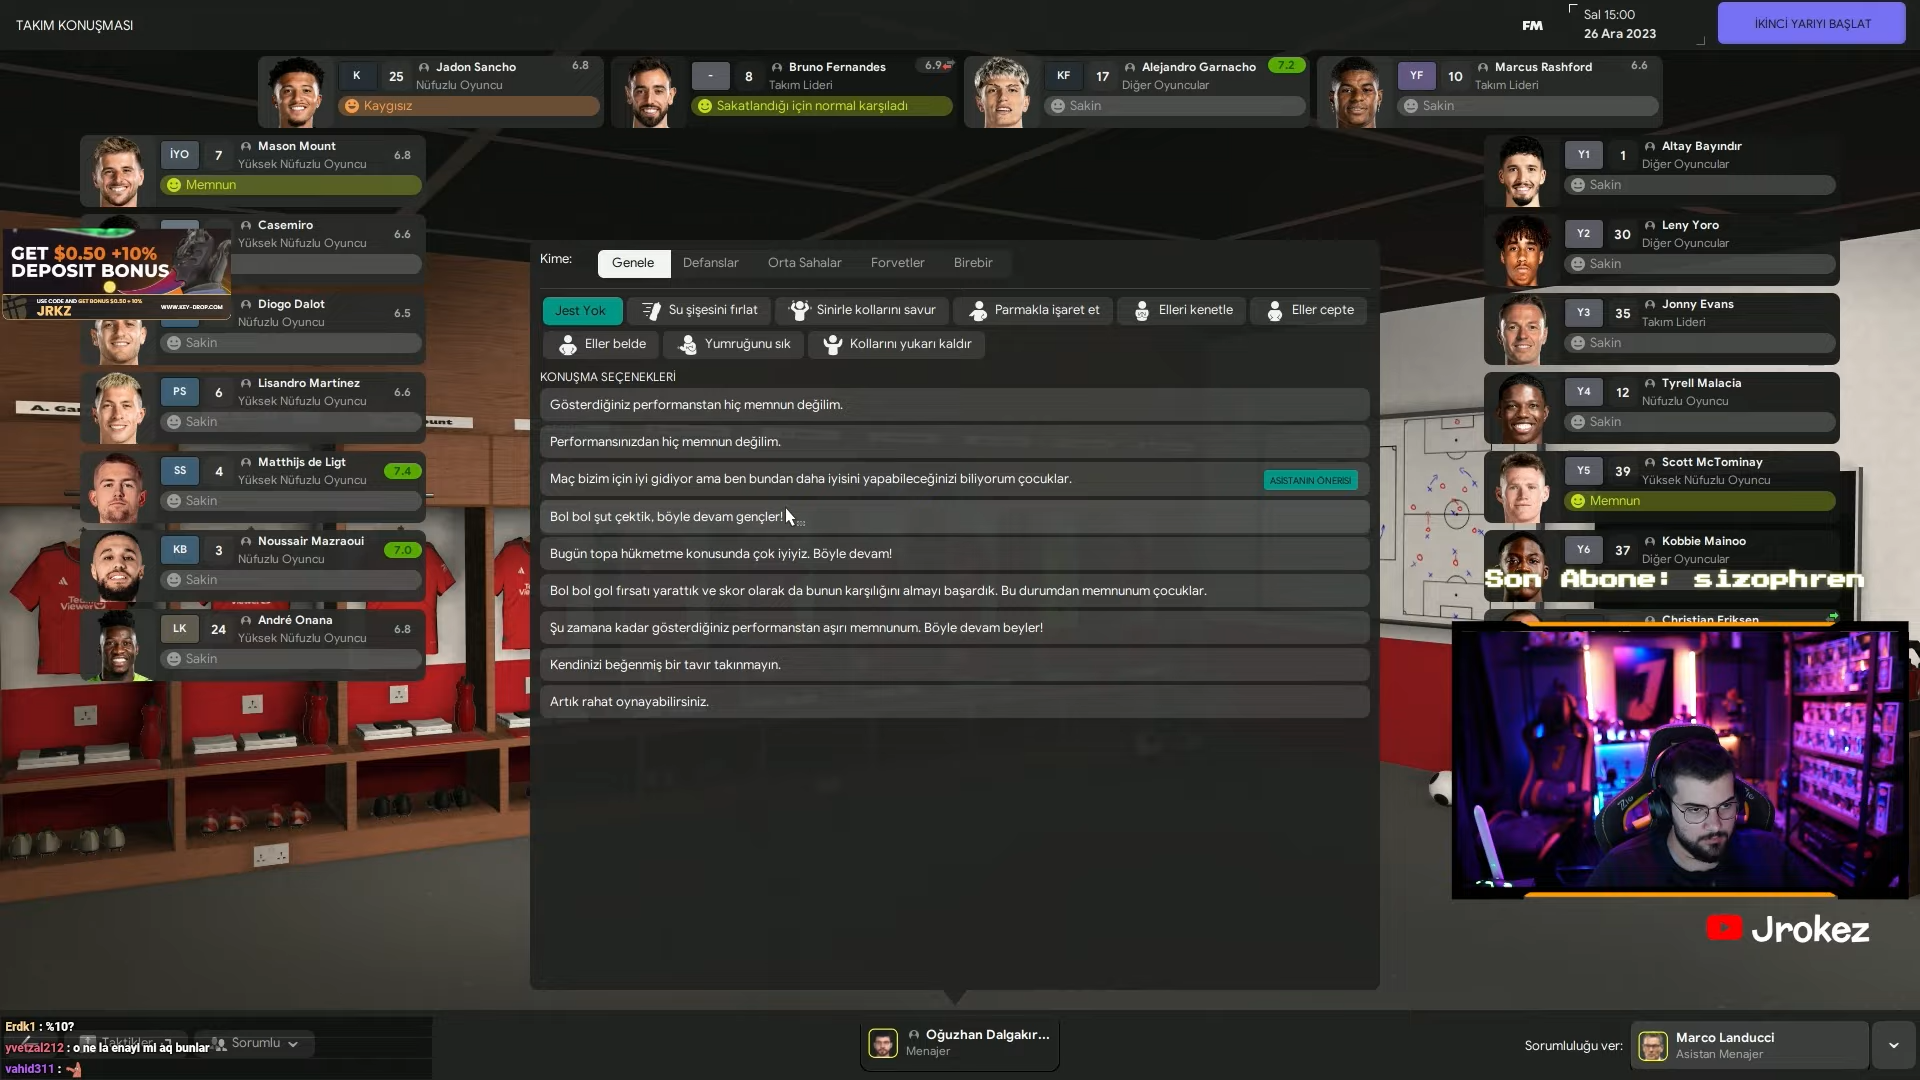 TAKIM KONUŞMASI
FM
Sal 15:00
26 Ara 2023
İKİNCİ YARIYI BAŞLAT
K 25 Jadon Sancho 6.8
Nüfuzlu Oyuncu
Kaygısız
- 8 Bruno Fernandes 6.9
Takım Lideri
Sakatlandığı için normal karşıladı
KF 17 Alejandro Garnacho 7.2
Diğer Oyuncular
Sakin
YF 10 Marcus Rashford 6.6
Takım Lideri
Sakin
İYO 7 Mason Mount 6.8
Yüksek Nüfuzlu Oyuncu
Memnun
Casemiro 6.6
Yüksek Nüfuzlu Oyuncu
GET $0.50 +10%
DEPOSIT BONUS
USE CODE AND GET BONUS $0.50 + 10%
JRKZ
WWW.KEY-DROP.COM
Diogo Dalot 6.5
Nüfuzlu Oyuncu
Sakin
PS 6 Lisandro Martínez 6.6
Yüksek Nüfuzlu Oyuncu
Sakin
SS 4 Matthijs de Ligt 7.4
Yüksek Nüfuzlu Oyuncu
Sakin
KB 3 Noussair Mazraoui 7.0
Nüfuzlu Oyuncu
Sakin
LK 24 André Onana 6.8
Yüksek Nüfuzlu Oyuncu
Sakin
Kime: Genele Defanslar Orta Sahalar Forvetler Birebir
Jest Yok Su şişesini fırlat Sinirle kollarını savur Parmakla işaret et Elleri kenetle Eller cepte
Eller belde Yumruğunu sık Kollarını yukarı kaldır
KONUŞMA SEÇENEKLERİ
Gösterdiğiniz performanstan hiç memnun değilim.
Performansınızdan hiç memnun değilim.
Maç bizim için iyi gidiyor ama ben bundan daha iyisini yapabileceğinizi biliyorum çocuklar. ASİSTANIN ÖNERİSİ
Bol bol şut çektik, böyle devam gençler!
Bugün topa hükmetme konusunda çok iyiyiz. Böyle devam!
Bol bol gol fırsatı yarattık ve skor olarak da bunun karşılığını almayı başardık. Bu durumdan memnunum çocuklar.
Şu zamana kadar gösterdiğiniz performanstan aşırı memnunum. Böyle devam beyler!
Kendinizi beğenmiş bir tavır takınmayın.
Artık rahat oynayabilirsiniz.
Y1 1 Altay Bayındır
Diğer Oyuncular
Sakin
Y2 30 Leny Yoro
Diğer Oyuncular
Sakin
Y3 35 Jonny Evans
Takım Lideri
Sakin
Y4 12 Tyrell Malacia
Nüfuzlu Oyuncu
Sakin
Y5 39 Scott McTominay
Yüksek Nüfuzlu Oyuncu
Memnun
Y6 37 Kobbie Mainoo
Diğer Oyuncular
Son Abone: sizophren
Christian Eriksen
Jrokez
Erdk1 : %10?
Taktikler
Sorumlu
yvetzal212 : o ne la enayi mi aq bunlar
vahid311 :
Oğuzhan Dalgakır...
Menajer
Sorumluluğu ver: Marco Landucci
Asistan Menajer